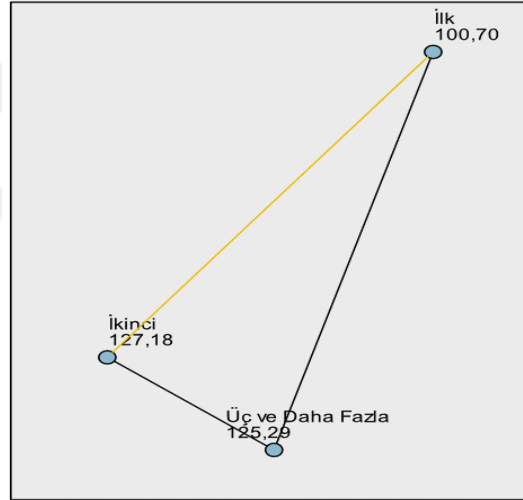 İlk
100,70
İkinci
127,18
Üç ve Daha Fazla
125,29